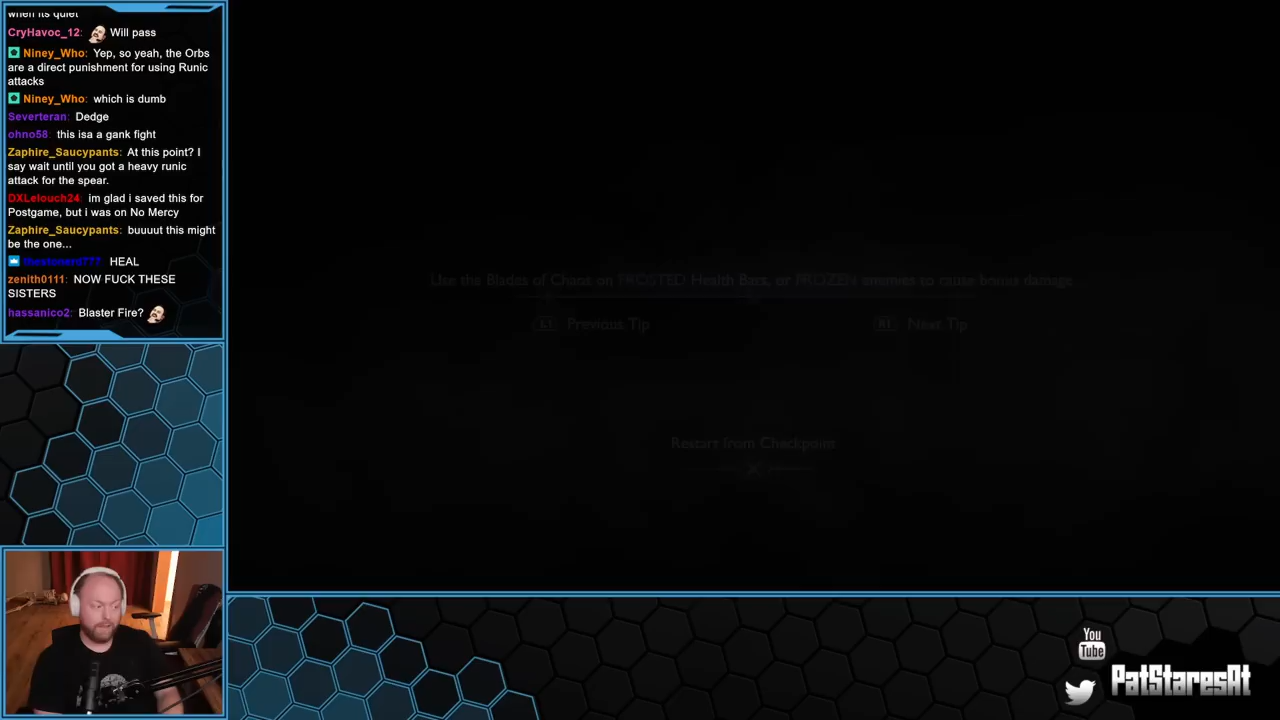 when its quiet
CryHavoc_12: Will pass
Niney_Who: Yep, so yeah, the Orbs
are a direct punishment for using Runic
attacks
Niney_Who: which is dumb
Severteran: Dedge
ohno58: this isa a gank fight
Zaphire_Saucypants: At this point? I
say wait until you got a heavy runic
attack for the spear.
DXLelouch24: im glad i saved this for
Postgame, but i was on No Mercy
Zaphire_Saucypants: buuuut this might
be the one...
HEAL
zenith0111: NOW FUCK THESE
SISTERS
hassanico2: Blaster Fire?
Use the Blades of Chaos on FROSTED Health Bars, or FROZEN enemies to cause bonus damage
L1 Previous Tip
R1 Next Tip
Restart from Checkpoint
You
Tube
PatStaresAt